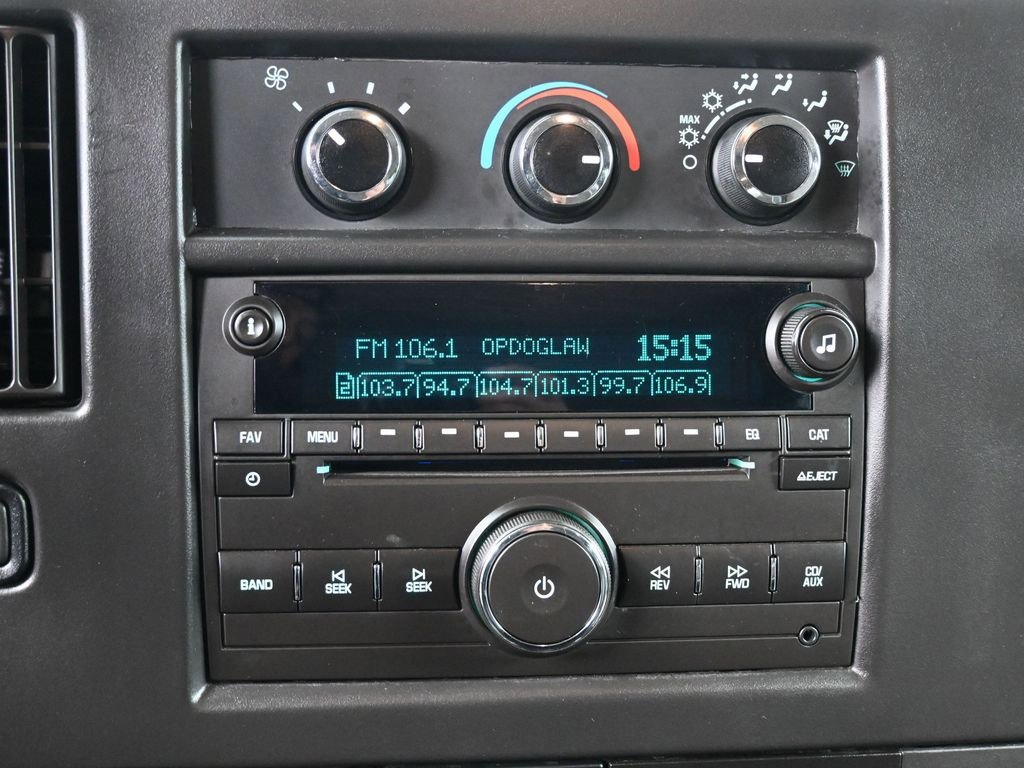 MAX
FM 106.1 OPDOGLAW 15:15
2 103.7 94.7 104.7 101.3 99.7 106.9
FAV MENU EQ CAT
EJECT
BAND SEEK SEEK REV FWD CD/
AUX